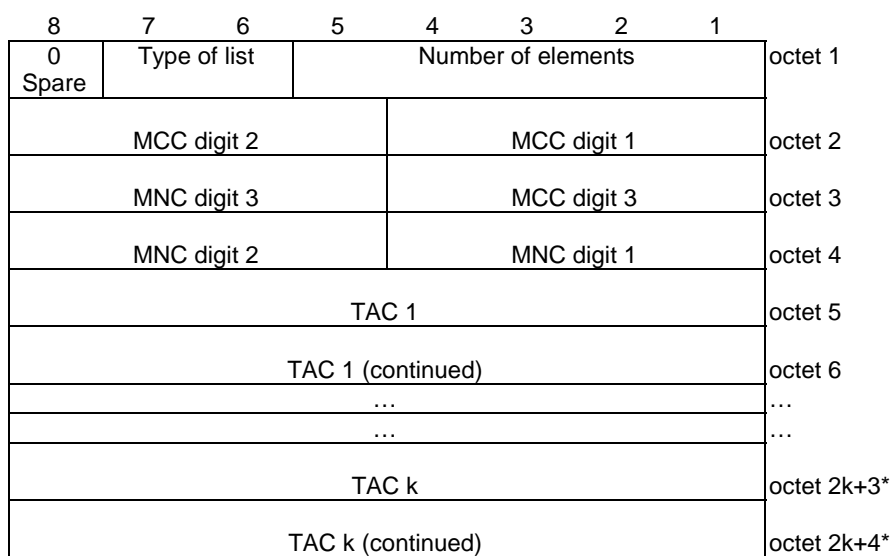 8 7 6 5 4 3 2 1
0 Type of list Number of elements octet 1
Spare
MCC digit 2 MCC digit 1 octet 2
MNC digit 3 MCC digit 3 octet 3
MNC digit 2 MNC digit 1 octet 4
TAC 1 octet 5
TAC 1 (continued) octet 6
… …
… …
TAC k octet 2k+3*
TAC k (continued) octet 2k+4*